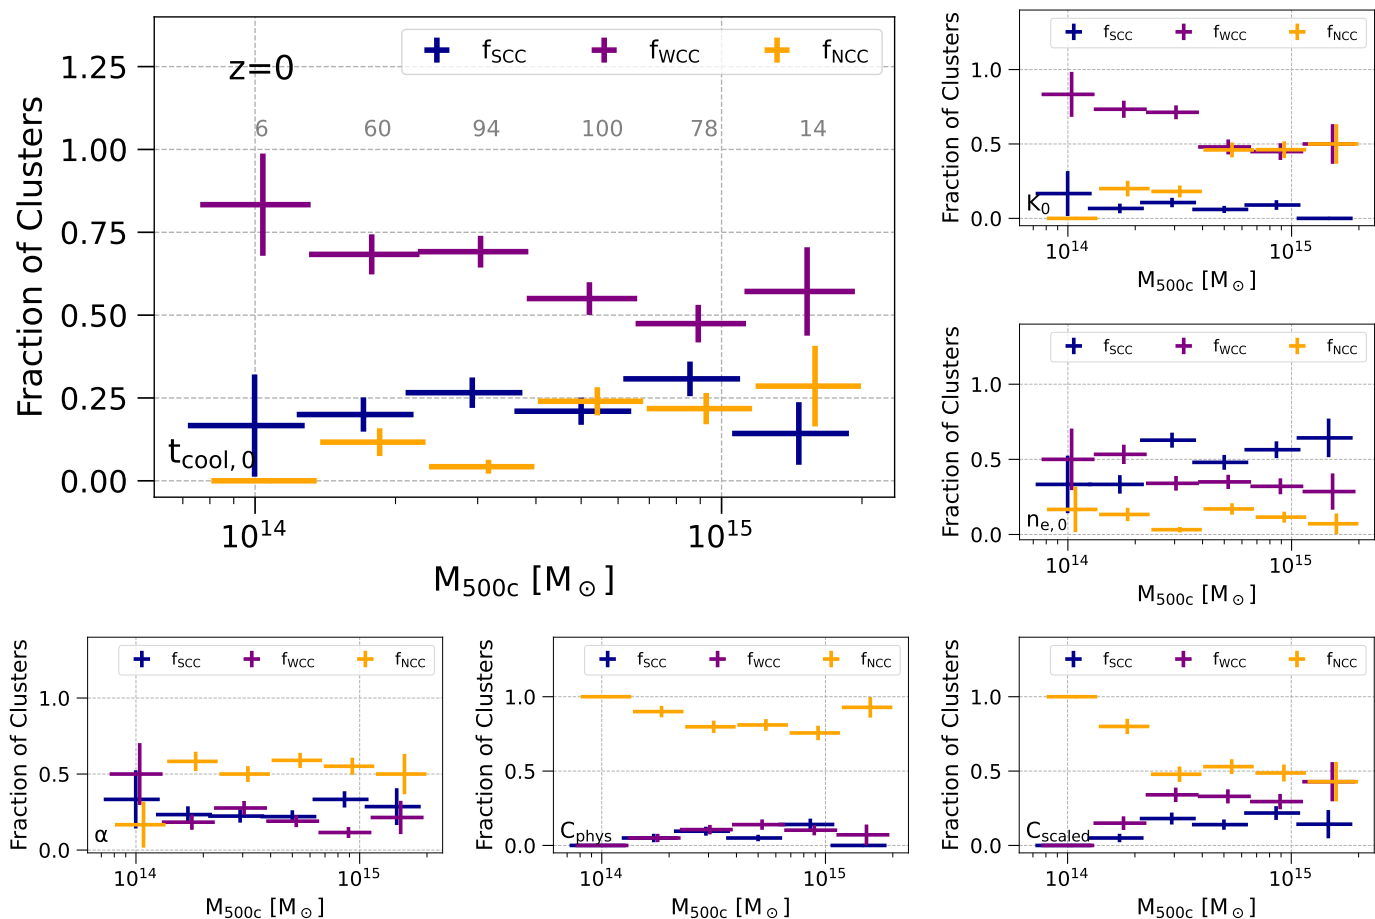 f_SCC f_WCC f_NCC
z=0
6 60 94 100 78 14
1.25
1.00
0.75
0.50
0.25
0.00
Fraction of Clusters
t_cool,0
10^14 10^15
M_500c [M_⊙]
f_SCC f_WCC f_NCC
1.0
0.5
0.0
Fraction of Clusters
K_0
10^14 10^15
M_500c [M_⊙]
f_SCC f_WCC f_NCC
1.0
0.5
0.0
Fraction of Clusters
n_e,0
10^14 10^15
M_500c [M_⊙]
f_SCC f_WCC f_NCC
1.0
0.5
0.0
Fraction of Clusters
α
10^14 10^15
M_500c [M_⊙]
f_SCC f_WCC f_NCC
1.0
0.5
0.0
Fraction of Clusters
C_phys
10^14 10^15
M_500c [M_⊙]
f_SCC f_WCC f_NCC
1.0
0.5
0.0
Fraction of Clusters
C_scaled
10^14 10^15
M_500c [M_⊙]